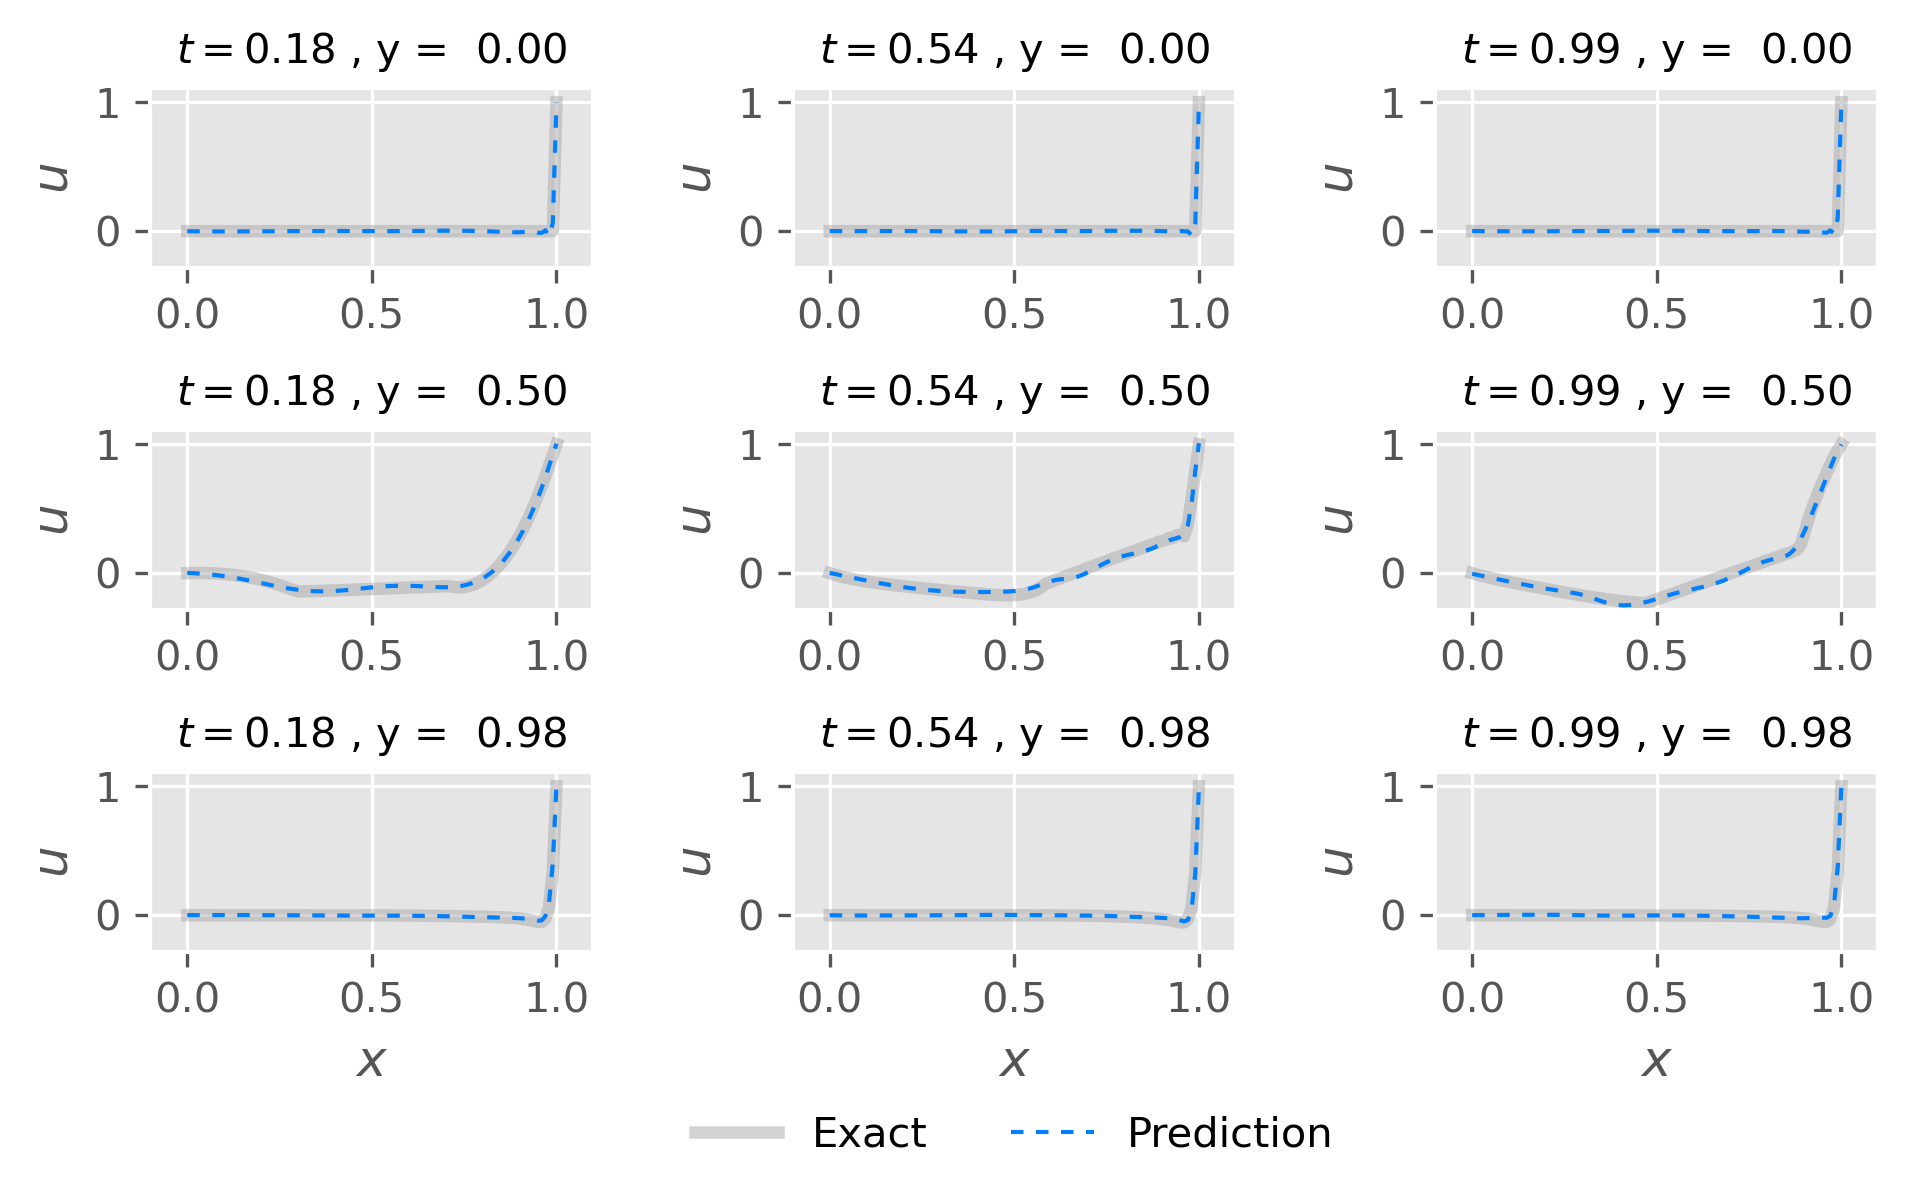 t = 0.18 , y = 0.00
t = 0.54 , y = 0.00
t = 0.99 , y = 0.00
1
0
u
0.0 0.5 1.0
1
0
u
0.0 0.5 1.0
1
0
u
0.0 0.5 1.0
t = 0.18 , y = 0.50
t = 0.54 , y = 0.50
t = 0.99 , y = 0.50
1
0
u
0.0 0.5 1.0
1
0
u
0.0 0.5 1.0
1
0
u
0.0 0.5 1.0
t = 0.18 , y = 0.98
t = 0.54 , y = 0.98
t = 0.99 , y = 0.98
1
0
u
0.0 0.5 1.0
x
1
0
u
0.0 0.5 1.0
x
1
0
u
0.0 0.5 1.0
x
Exact
Prediction